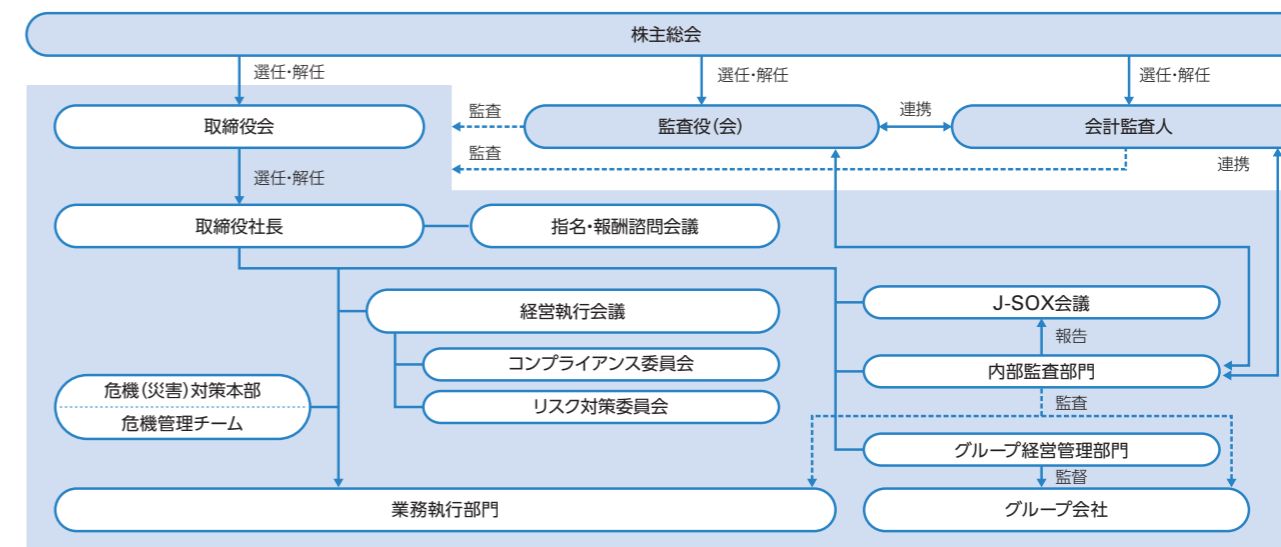 株主総会
選任・解任
選任・解任
選任・解任
取締役会
監査
監査役(会)
連携
会計監査人
監査
連携
選任・解任
取締役社長
指名・報酬諮問会議
経営執行会議
J-SOX会議
報告
コンプライアンス委員会
内部監査部門
危機(災害)対策本部
危機管理チーム
リスク対策委員会
監査
グループ経営管理部門
監督
業務執行部門
グループ会社